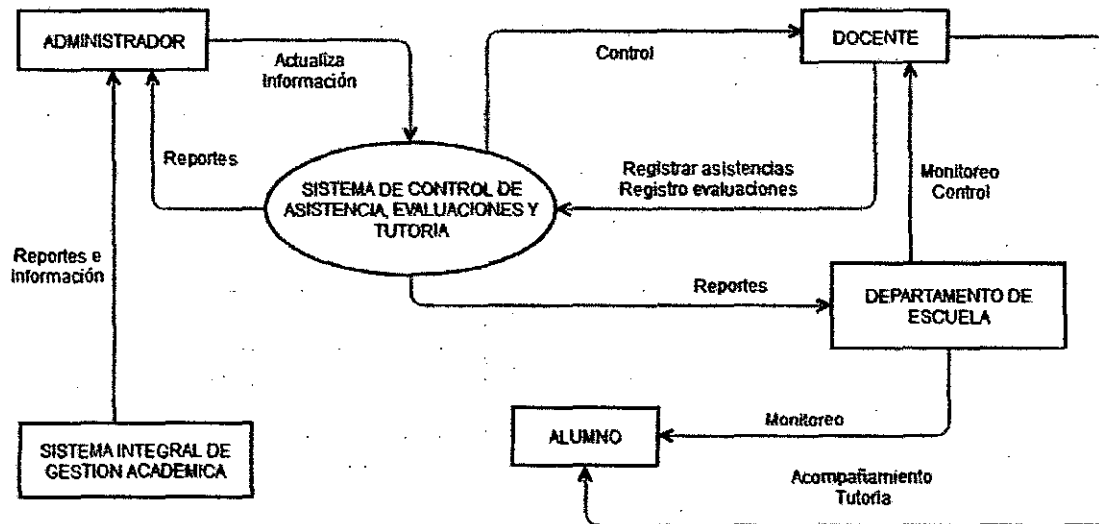 ADMINISTRADOR
Actualiza
Información
Control
DOCENTE
Reportes
SISTEMA DE CONTROL DE
ASISTENCIA, EVALUACIONES Y
TUTORIA
Registrar asistencias
Registro evaluaciones
Monitoreo
Control
Reportes e
Información
Reportes
DEPARTAMENTO DE
ESCUELA
SISTEMA INTEGRAL DE
GESTION ACADEMICA
ALUMNO
Monitoreo
Acompañamiento
Tutoria